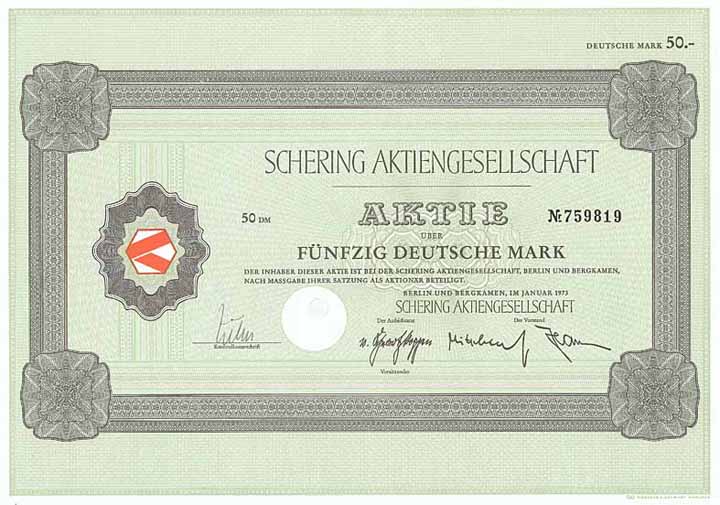 DEUTSCHE MARK 50.-
SCHERING AKTIENGESELLSCHAFT
50 DM AKTIE № 759819
ÜBER
FÜNFZIG DEUTSCHE MARK
DER INHABER DIESER AKTIE IST BEI DER SCHERING AKTIENGESELLSCHAFT, BERLIN UND BERGKAMEN,
NACH MASSGABE IHRER SATZUNG ALS AKTIONÄR BETEILIGT.
BERLIN UND BERGKAMEN, IM JANUAR 1973
SCHERING AKTIENGESELLSCHAFT
Der Aufsichtsrat Der Vorstand
Kontrollunterschrift
Vorsitzender